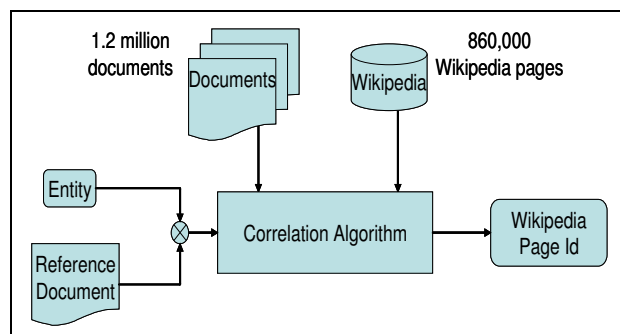 1.2 million
documents
Documents
Wikipedia
860,000
Wikipedia pages
Entity
Reference
Document
Correlation Algorithm
Wikipedia
Page Id